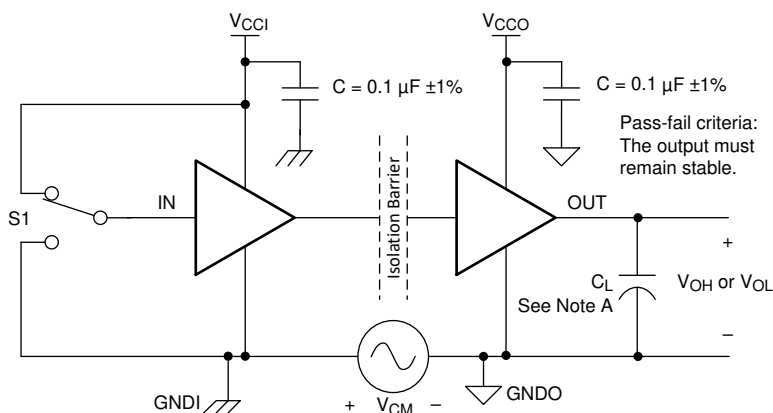 VCCI
VCCO
C = 0.1 µF ±1%
C = 0.1 µF ±1%
Pass-fail criteria:
The output must
remain stable.
IN
Isolation Barrier
OUT
S1
CL
See Note A
VOH or VOL
+
−
GNDI
+ VCM −
GNDO